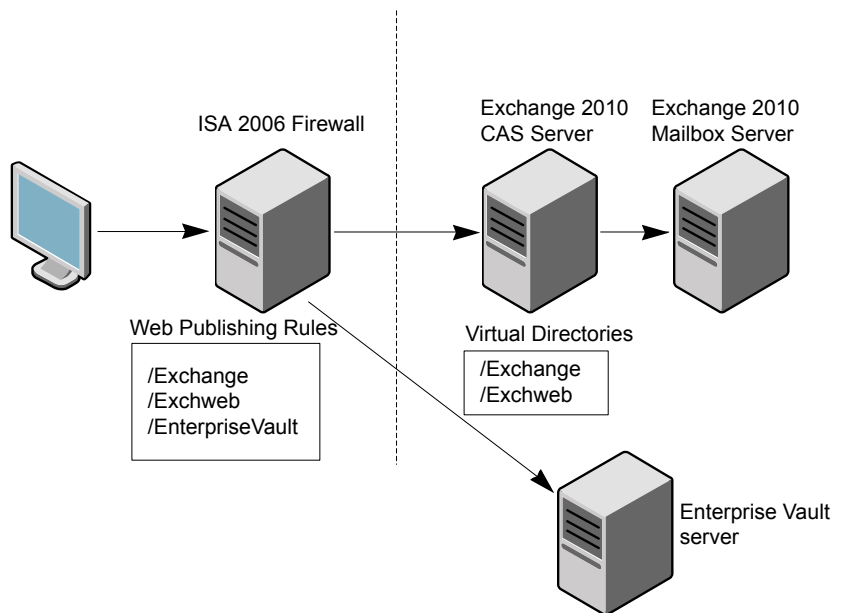 ISA 2006 Firewall
Exchange 2010
CAS Server
Exchange 2010
Mailbox Server
Web Publishing Rules
/Exchange
/Exchweb
/EnterpriseVault
Virtual Directories
/Exchange
/Exchweb
Enterprise Vault
server